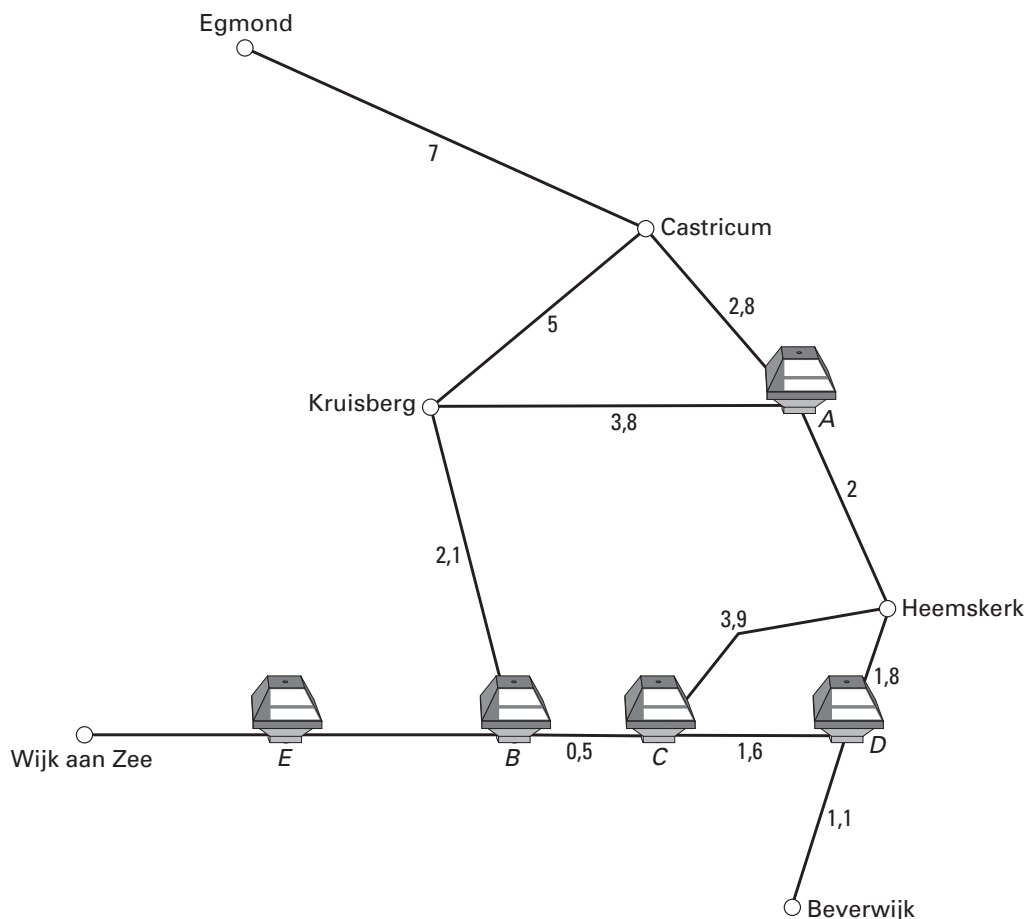 Egmond
7
Castricum
5
2,8
Kruisberg
3,8
A
2
2,1
Heemskerk
3,9
1,8
Wijk aan Zee
E
B
0,5
C
1,6
D
1,1
Beverwijk